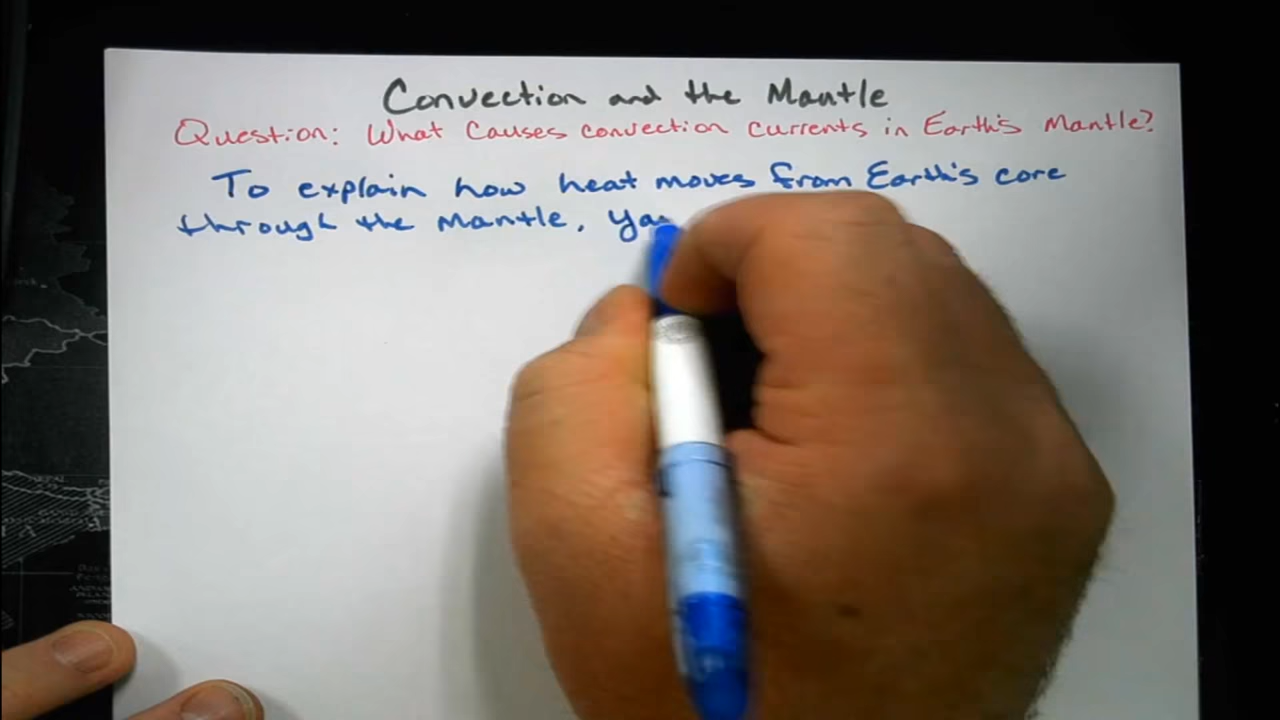 Convection and the Mantle
Question: What Causes convection currents in Earth's Mantle?
To explain how heat moves from Earth's core
through the Mantle,